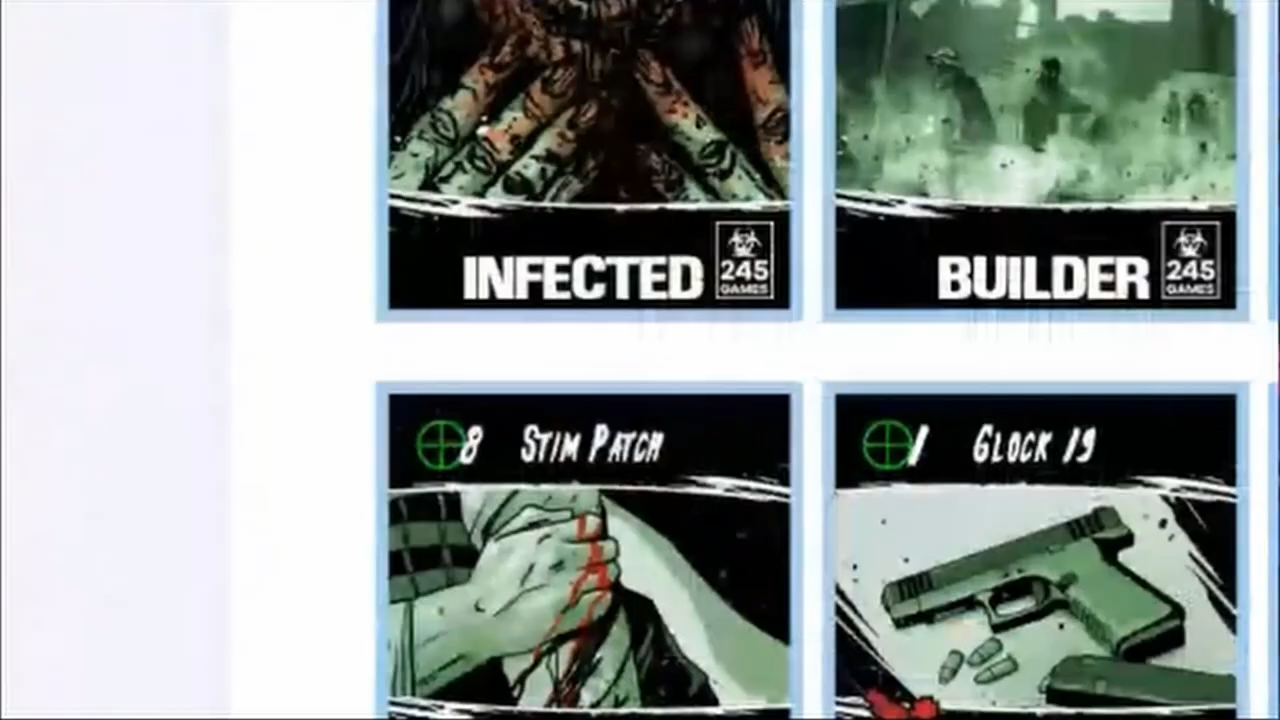 INFECTED
245
GAMES
BUILDER
245
GAMES
8 STIM PATCH
1 GLOCK 19